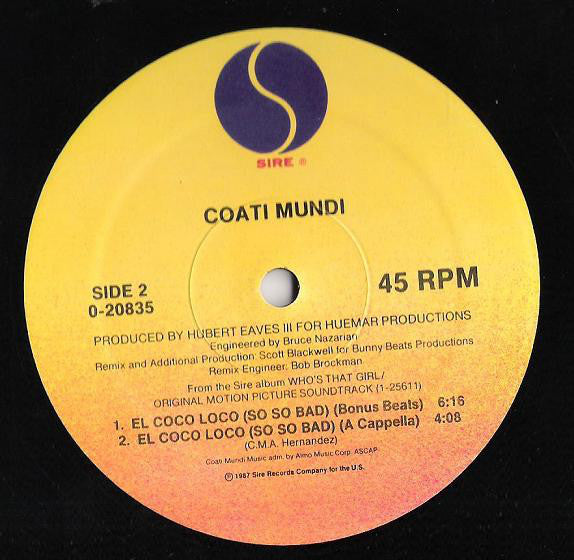 SIRE ®
COATI MUNDI
SIDE 2
0-20835
45 RPM
PRODUCED BY HUBERT EAVES III FOR HUEMAR PRODUCTIONS
Engineered by Bruce Nazarian
Remix and Additional Production: Scott Blackwell for Bunny Beats Productions
Remix Engineer: Bob Brockman
From the Sire album WHO'S THAT GIRL/
ORIGINAL MOTION PICTURE SOUNDTRACK (1-25611)
1. EL COCO LOCO (SO SO BAD) (Bonus Beats) 6:16
2. EL COCO LOCO (SO SO BAD) (A Cappella) 4:08
(C.M.A. Hernandez)
Coati Mundi Music adm. by Almo Music Corp. ASCAP
Ⓟ © 1987 Sire Records Company for the U.S.